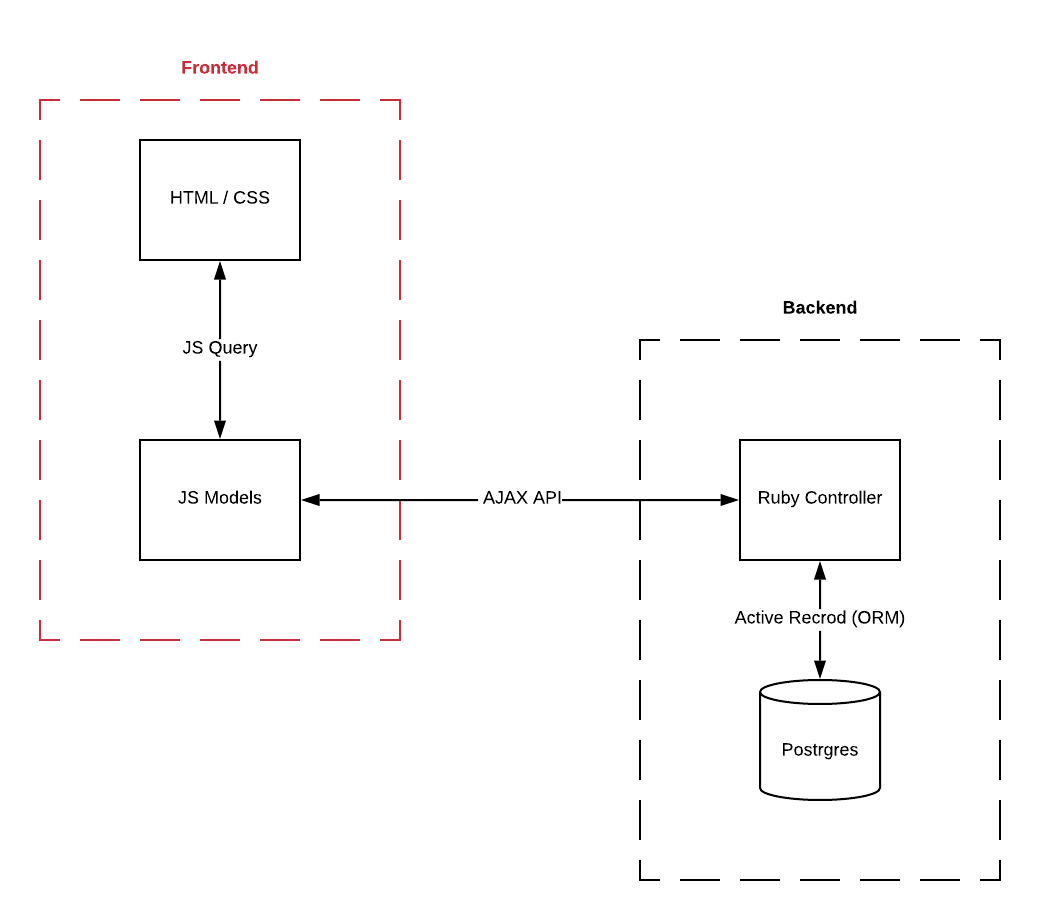 Frontend
HTML / CSS
JS Query
JS Models
AJAX API
Backend
Ruby Controller
Active Recrod (ORM)
Postrgres